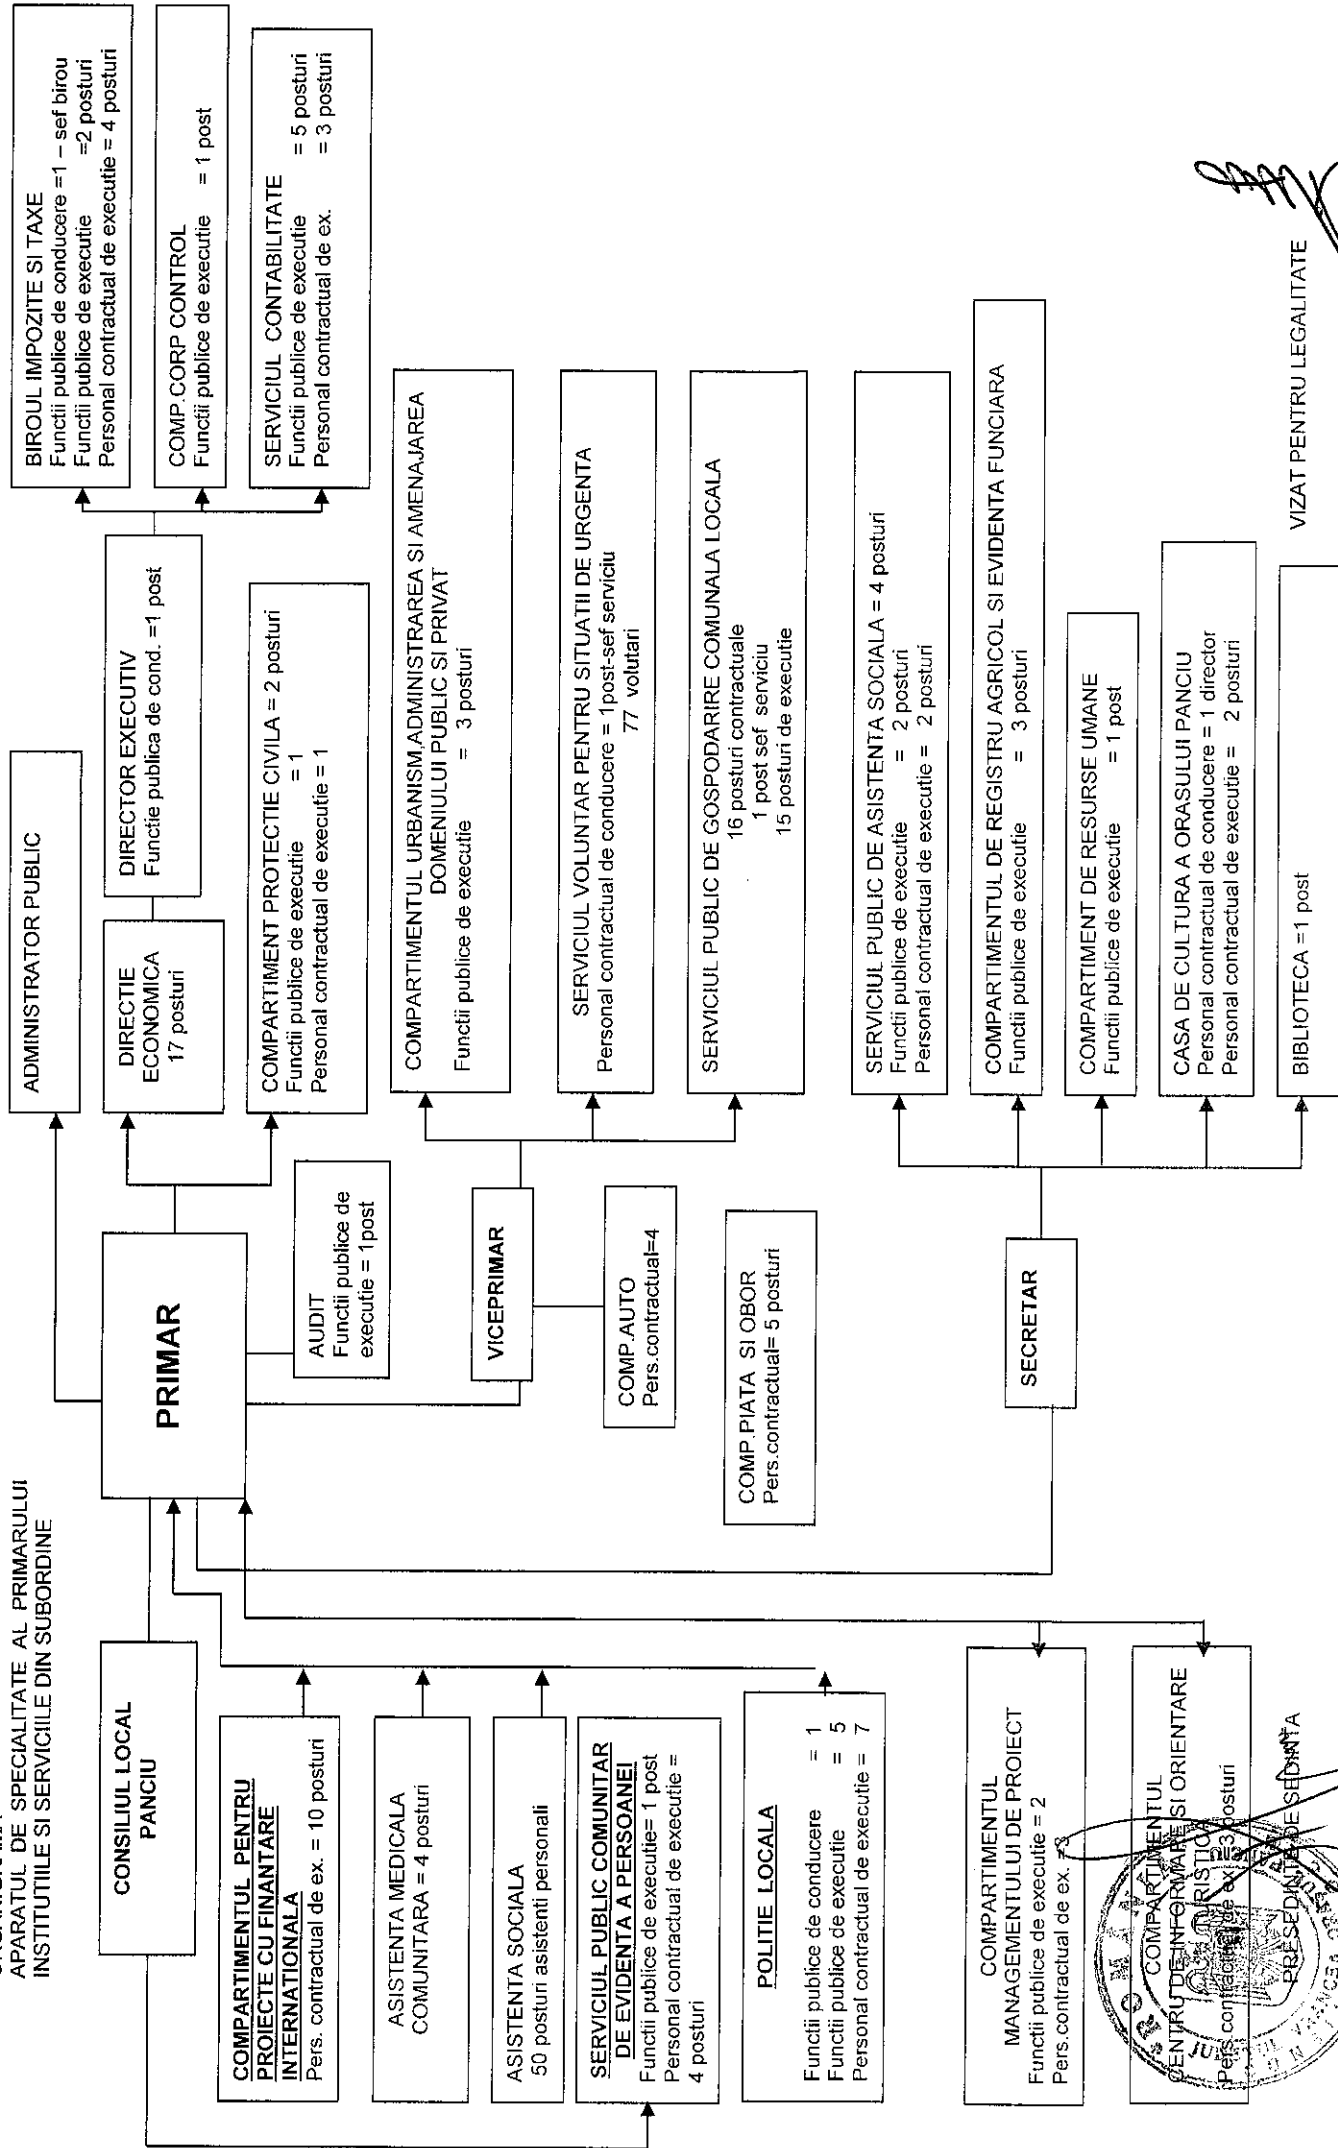 APARATUL DE SPECIALITATE AL PRIMARULUI
INSTITUTIILE SI SERVICIILE DIN SUBORDINE
CONSILIUL LOCAL
PANCIU
PRIMAR
ADMINISTRATOR PUBLIC
DIRECTIE
ECONOMICA
17 posturi
DIRECTOR EXECUTIV
Functie publica de cond. =1 post
BIROUL IMPOZITE SI TAXE
Functii publice de conducere =1 – sef birou
Functii publice de executie =2 posturi
Personal contractual de executie = 4 posturi
COMP.CORP CONTROL
Functii publice de executie = 1 post
SERVICIUL CONTABILITATE
Functii publice de executie = 5 posturi
Personal contractual de ex. = 3 posturi
COMPARTIMENT PROTECTIE CIVILA = 2 posturi
Functii publice de executie = 1
Personal contractual de executie = 1
AUDIT
Functii publice de
executie = 1post
COMPARTIMENTUL PENTRU
PROIECTE CU FINANTARE
INTERNATIONALA
Pers. contractual de ex. = 10 posturi
ASISTENTA MEDICALA
COMUNITARA = 4 posturi
ASISTENTA SOCIALA
50 posturi asistenti personali
SERVICIUL PUBLIC COMUNITAR
DE EVIDENTA A PERSOANEI
Functii publice de executie= 1 post
Personal contractual de executie =
4 posturi
POLITIE LOCALA
Functii publice de conducere = 1
Functii publice de executie = 5
Personal contractual de executie = 7
VICEPRIMAR
COMP.AUTO
Pers.contractual=4
COMP.PIATA SI OBOR
Pers.contractual= 5 posturi
COMPARTIMENTUL URBANISM,ADMINISTRAREA SI AMENAJAREA
DOMENIULUI PUBLIC SI PRIVAT
Functii publice de executie = 3 posturi
SERVICIUL VOLUNTAR PENTRU SITUATII DE URGENTA
Personal contractual de conducere = 1post-sef serviciu
77 volutari
SERVICIUL PUBLIC DE GOSPODARIRE COMUNALA LOCALA
16 posturi contractuale
1 post sef serviciu
15 posturi de executie
SECRETAR
SERVICIUL PUBLIC DE ASISTENTA SOCIALA = 4 posturi
Functii publice de executie = 2 posturi
Personal contractual de executie = 2 posturi
COMPARTIMENTUL DE REGISTRU AGRICOL SI EVIDENTA FUNCIARA
Functii publice de executie = 3 posturi
COMPARTIMENT DE RESURSE UMANE
Functii publice de executie = 1 post
CASA DE CULTURA A ORASULUI PANCIU
Personal contractual de conducere = 1 director
Personal contractual de executie = 2 posturi
BIBLIOTECA =1 post
COMPARTIMENTUL
MANAGEMENTULUI DE PROIECT
Functii publice de executie = 2
Pers.contractual de ex. =3
COMPARTIMENTUL
CENTRU DE INFORMARE SI ORIENTARE
TURISTICA
Pers.contractual de ex.=3 posturi
PRESEDINTE DE SEDINTA
VIZAT PENTRU LEGALITATE